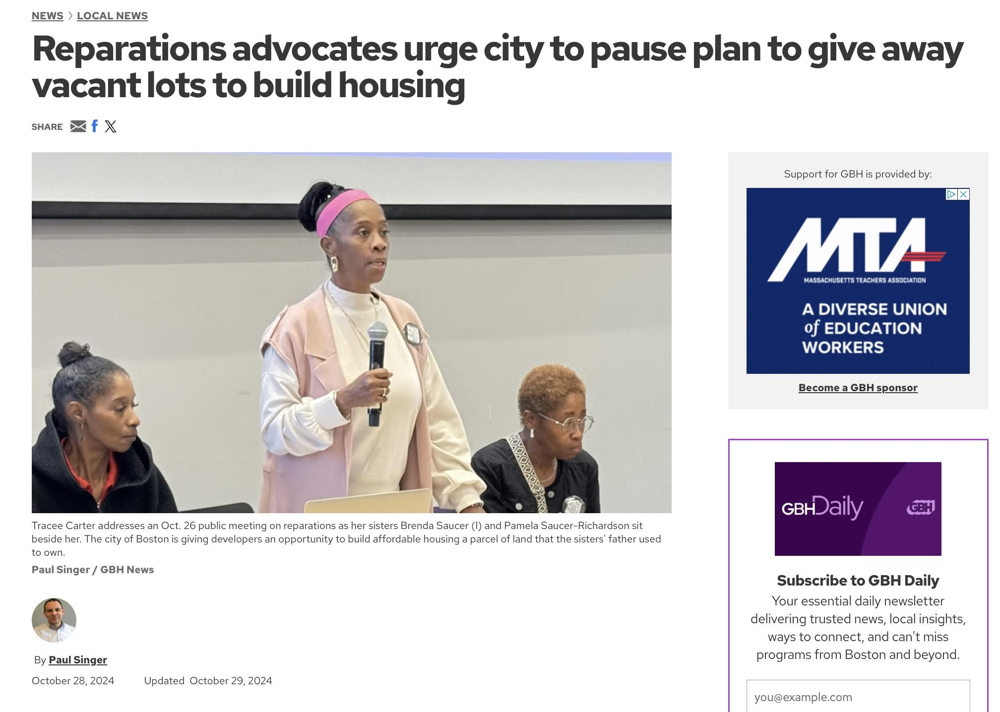 NEWS > LOCAL NEWS
Reparations advocates urge city to pause plan to give away
vacant lots to build housing
SHARE f X
Tracee Carter addresses an Oct. 26 public meeting on reparations as her sisters Brenda Saucer (l) and Pamela Saucer-Richardson sit
beside her. The city of Boston is giving developers an opportunity to build affordable housing a parcel of land that the sisters' father used
to own.
Paul Singer / GBH News
By Paul Singer
October 28, 2024 Updated October 29, 2024
Support for GBH is provided by:
MTA
MASSACHUSETTS TEACHERS ASSOCIATION
A DIVERSE UNION
of EDUCATION
WORKERS
Become a GBH sponsor
GBH Daily GBH
Subscribe to GBH Daily
Your essential daily newsletter
delivering trusted news, local insights,
ways to connect, and can't miss
programs from Boston and beyond.
you@example.com